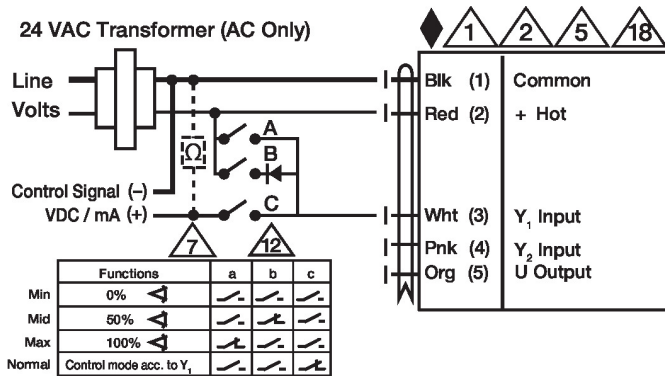 24 VAC Transformer (AC Only)
1 2 5 18
Line
Volts
Blk (1) Common
Red (2) + Hot
A
Ω
B
Control Signal (–)
VDC / mA (+)
C
Wht (3) Y₁ Input
Pnk (4) Y₂ Input
Org (5) U Output
7 12
Functions a b c
Min 0%
Mid 50%
Max 100%
Normal Control mode acc. to Y₁